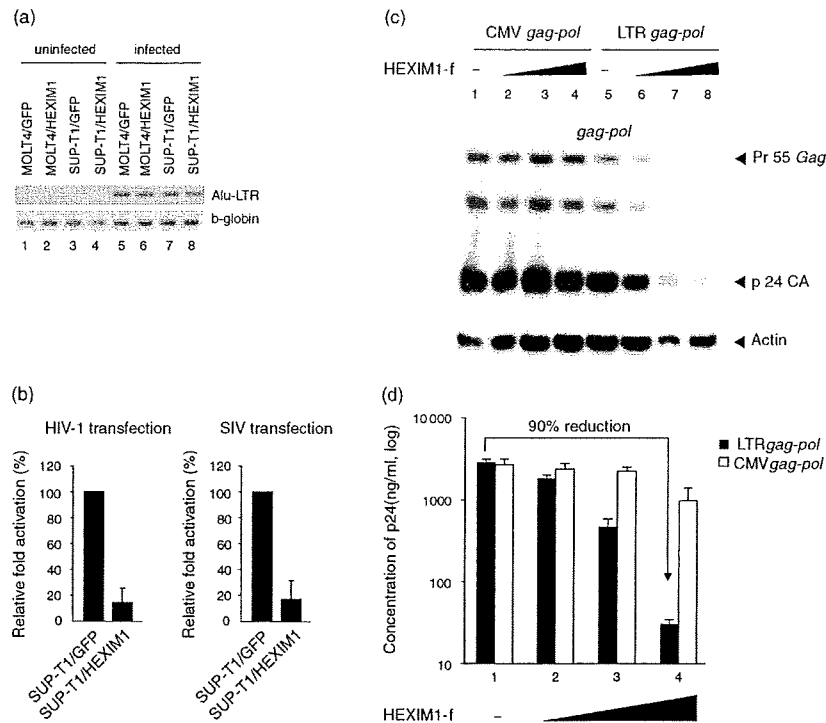 (a)
uninfected infected
MOLT4/GFP
MOLT4/HEXIM1
SUP-T1/GFP
SUP-T1/HEXIM1
MOLT4/GFP
MOLT4/HEXIM1
SUP-T1/GFP
SUP-T1/HEXIM1
Alu-LTR
b-globin
1 2 3 4 5 6 7 8
(b)
HIV-1 transfection
Relative fold activation (%)
120
100
80
60
40
20
0
SUP-T1/GFP
SUP-T1/HEXIM1
SIV transfection
Relative fold activation (%)
120
100
80
60
40
20
0
SUP-T1/GFP
SUP-T1/HEXIM1
(c)
CMV gag-pol LTR gag-pol
HEXIM1-f – –
1 2 3 4 5 6 7 8
gag-pol
Pr 55 Gag
p 24 CA
Actin
(d)
Concentration of p24(ng/ml, log)
10 000
1000
100
10
90% reduction
LTRgag-pol
CMVgag-pol
1 2 3 4
HEXIM1-f –